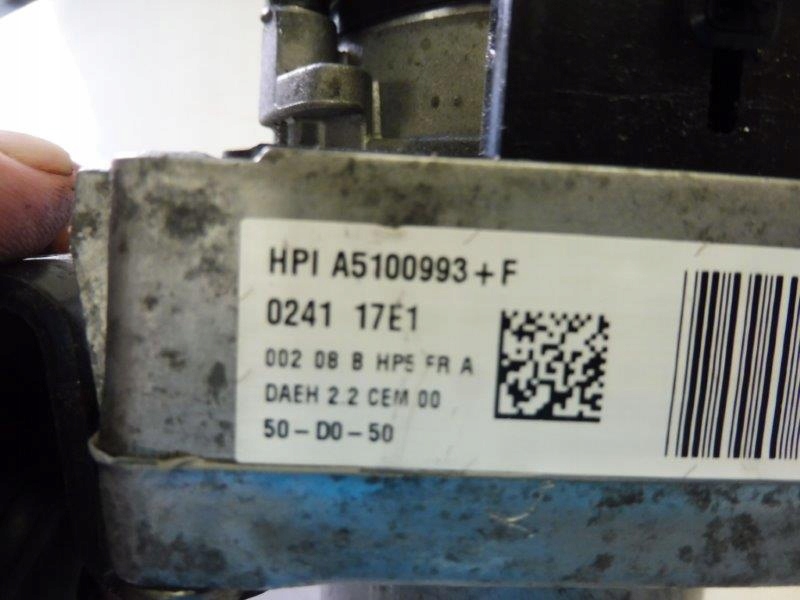 HPI A5100993+F
0241 17E1
002 08 B HP5 FR A
DAEH 2.2 CEM 00
50-D0-50